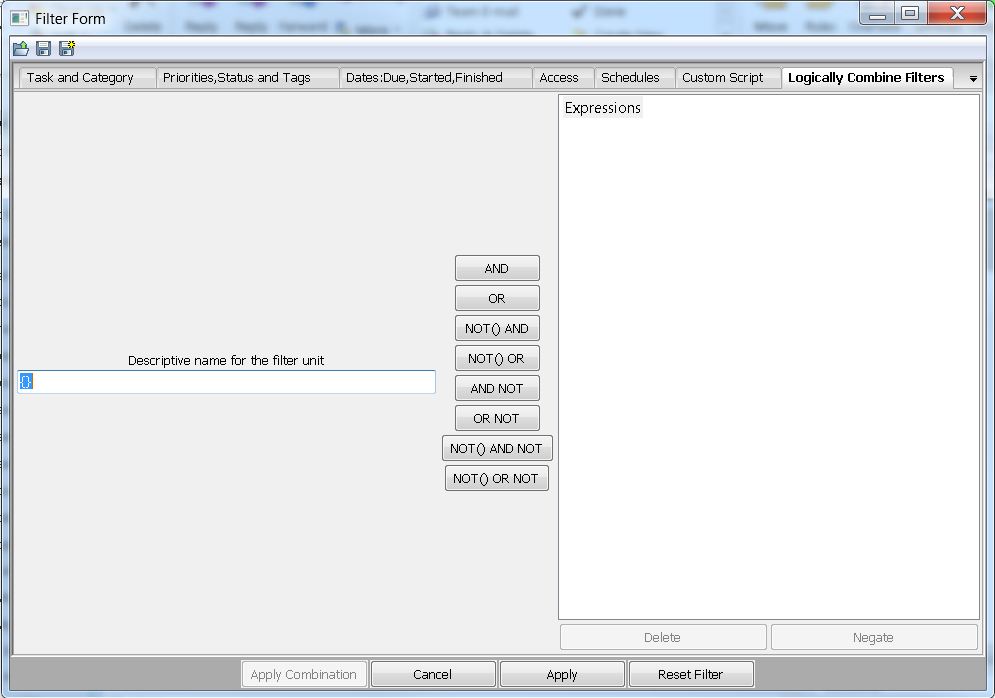 Filter Form
Task and Category
Priorities,Status and Tags
Dates:Due,Started,Finished
Access
Schedules
Custom Script
Logically Combine Filters
Expressions
AND
OR
NOT() AND
Descriptive name for the filter unit
NOT() OR
{}
AND NOT
OR NOT
NOT() AND NOT
NOT() OR NOT
Delete
Negate
Apply Combination
Cancel
Apply
Reset Filter